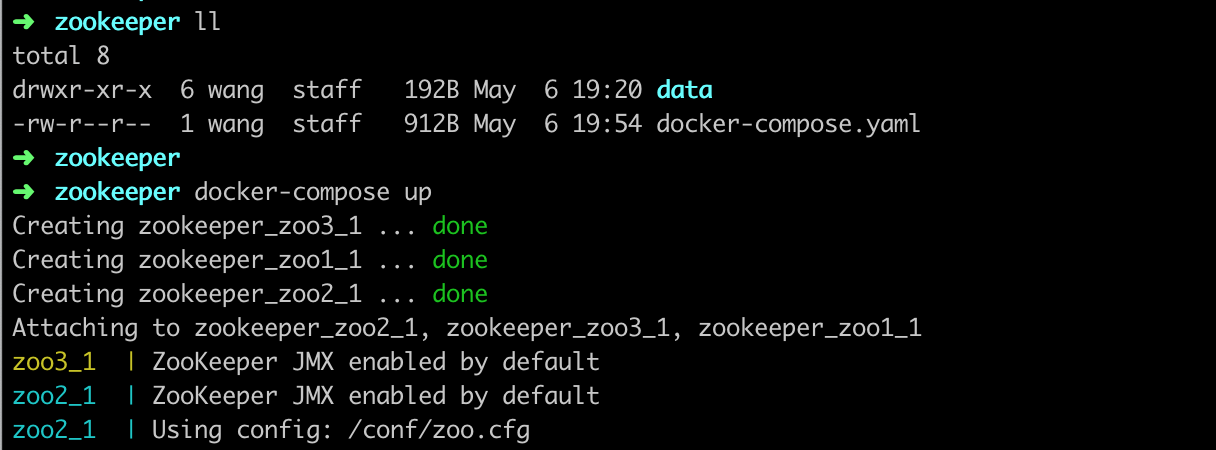 ➜ zookeeper ll
total 8
drwxr-xr-x  6 wang  staff   192B May  6 19:20 data
-rw-r--r--  1 wang  staff   912B May  6 19:54 docker-compose.yaml
➜ zookeeper
➜ zookeeper docker-compose up
Creating zookeeper_zoo3_1 ... done
Creating zookeeper_zoo1_1 ... done
Creating zookeeper_zoo2_1 ... done
Attaching to zookeeper_zoo2_1, zookeeper_zoo3_1, zookeeper_zoo1_1
zoo3_1  | ZooKeeper JMX enabled by default
zoo2_1  | ZooKeeper JMX enabled by default
zoo2_1  | Using config: /conf/zoo.cfg